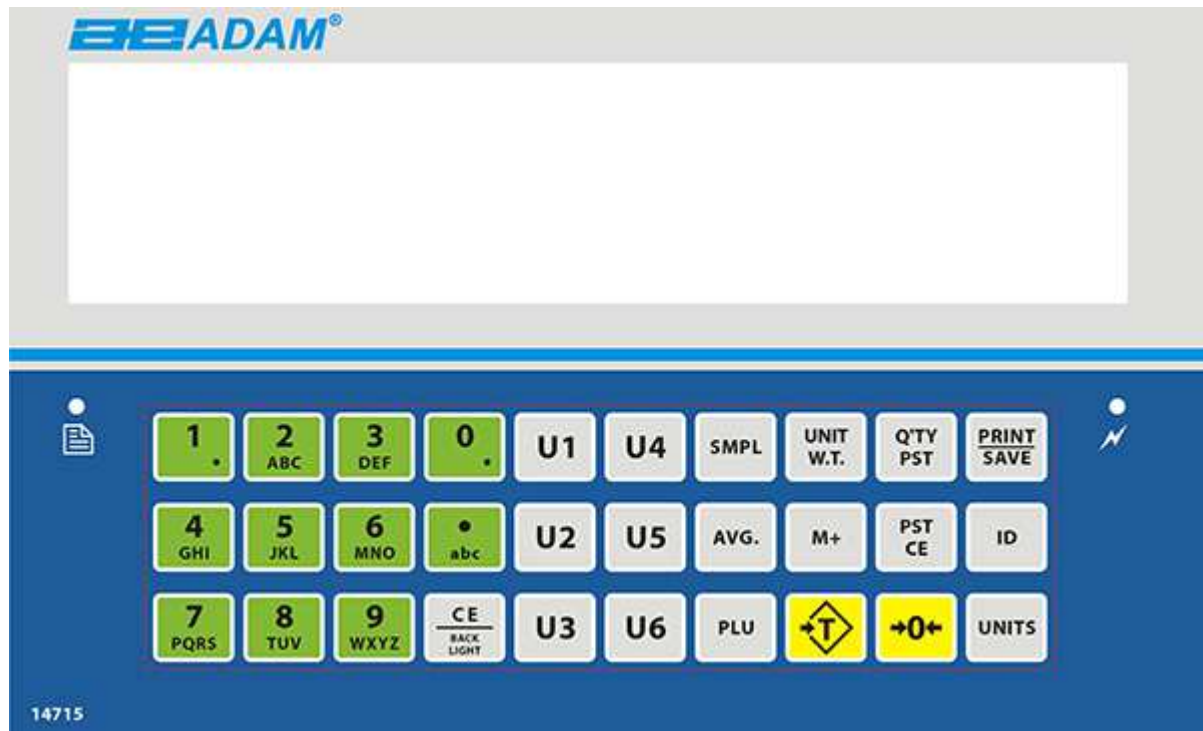 ae ADAM®
1 . 2 ABC 3 DEF 0 . U1 U4 SMPL UNIT W.T. Q'TY PST PRINT SAVE
4 GHI 5 JKL 6 MNO • abc U2 U5 AVG. M+ PST CE ID
7 PQRS 8 TUV 9 WXYZ CE BACK LIGHT U3 U6 PLU →T →0← UNITS
14715